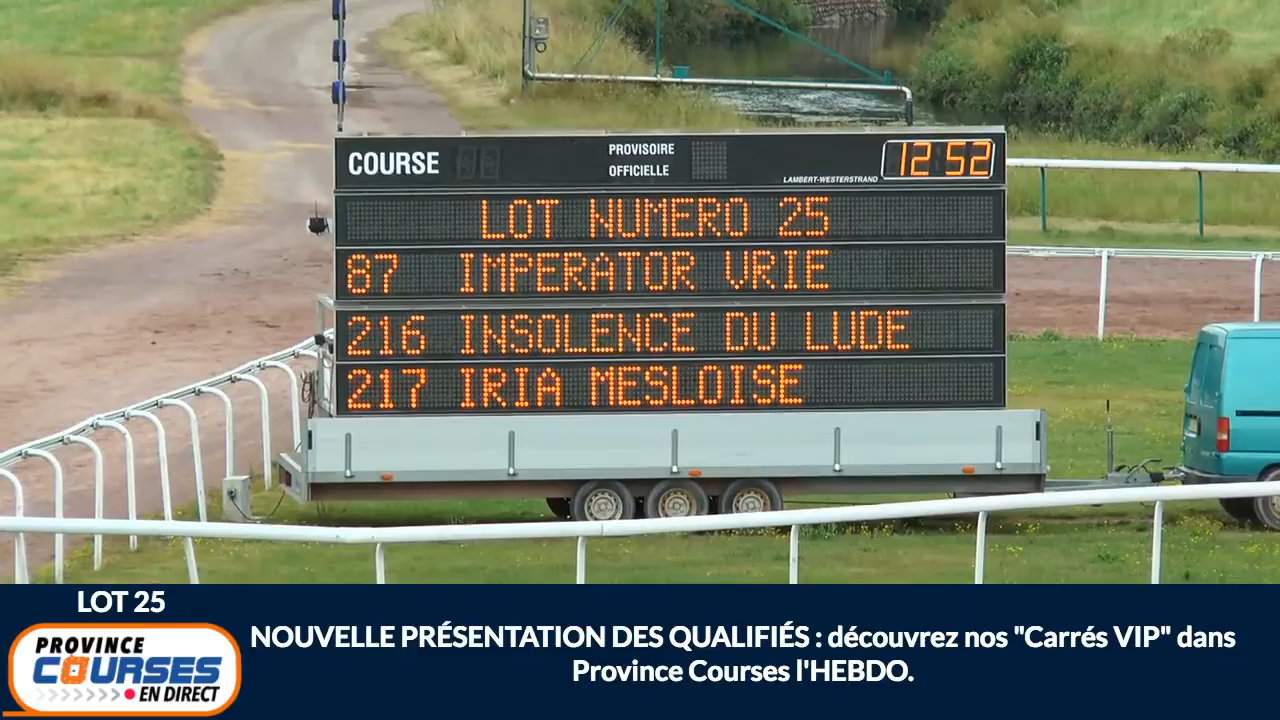 COURSE
PROVISOIRE
OFFICIELLE
LAMBERT-WESTERSTRAND
12 52
LOT NUMERO 25
87 IMPERATOR VRIE
216 INSOLENCE DU LUDE
217 IRIA MESLOISE
LOT 25
PROVINCE
COURSES
EN DIRECT
NOUVELLE PRÉSENTATION DES QUALIFIÉS : découvrez nos "Carrés VIP" dans
Province Courses l'HEBDO.